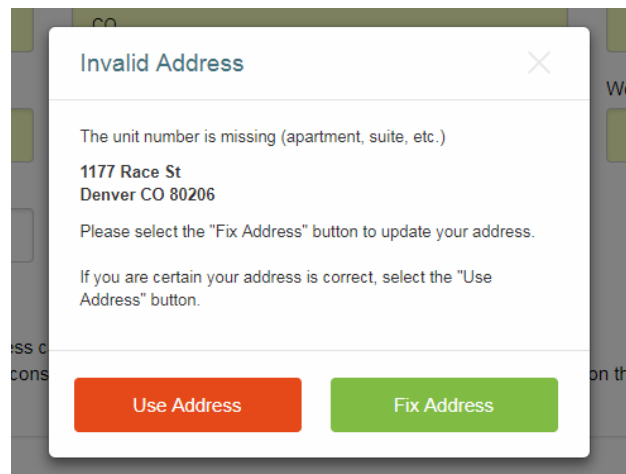 CO
Invalid Address
The unit number is missing (apartment, suite, etc.)
1177 Race St
Denver CO 80206
Please select the "Fix Address" button to update your address.
If you are certain your address is correct, select the "Use
Address" button.
Use Address
Fix Address